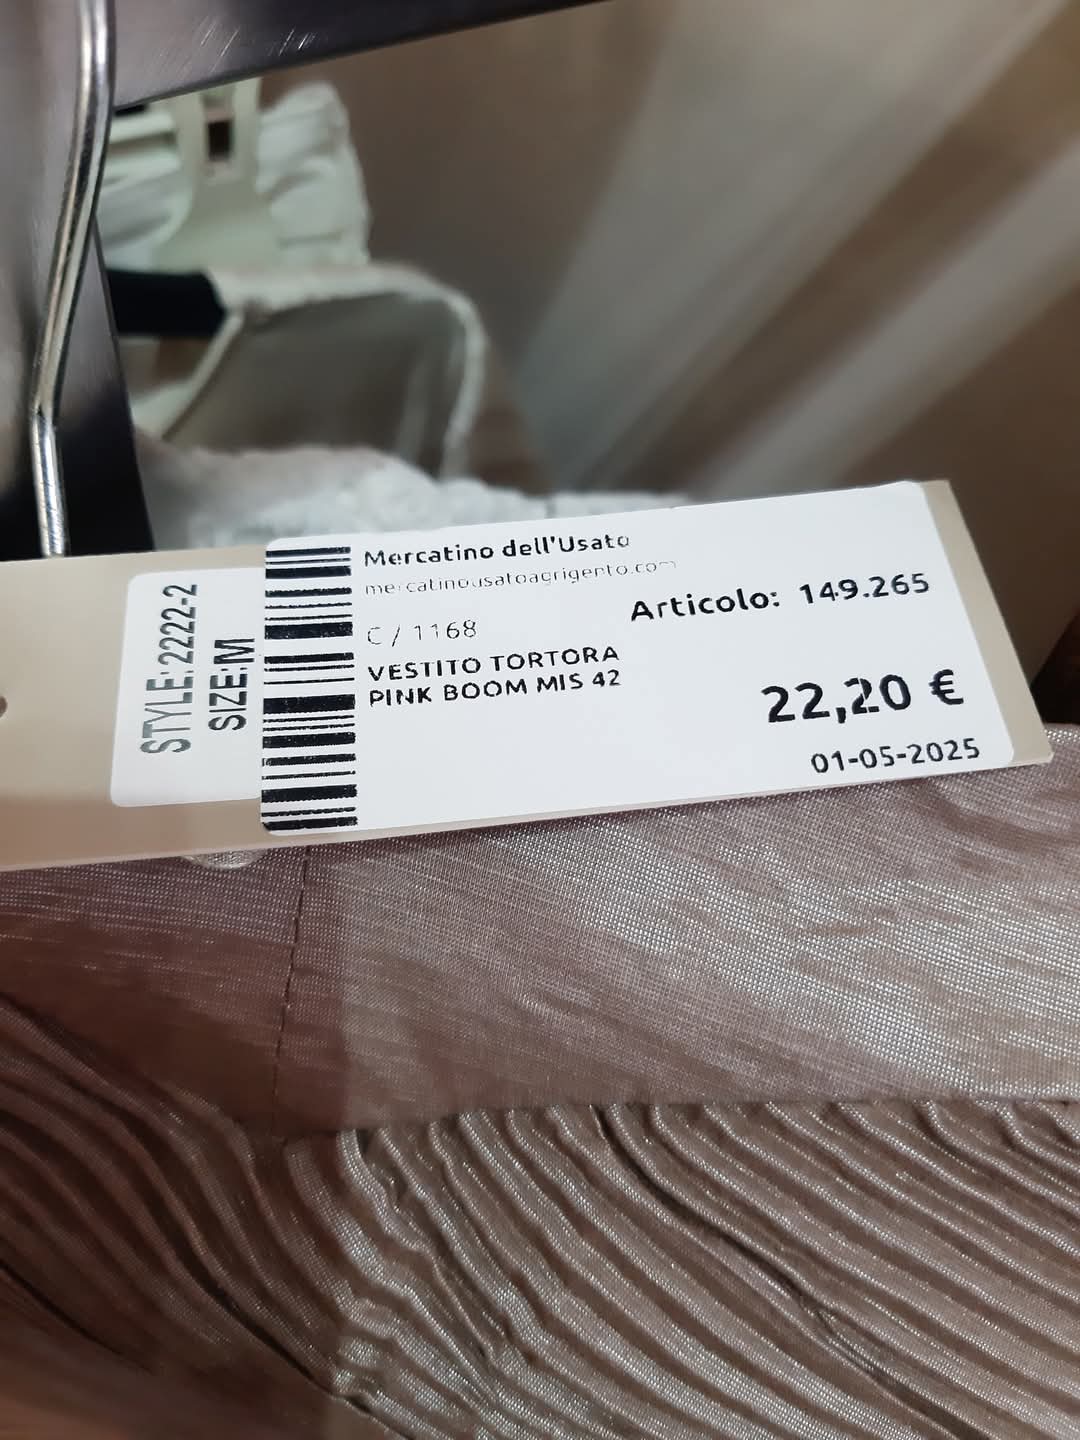 STYLE: 2222-2
SIZE: M
Mercatino dell'Usato
mercatinousatoagrigento.com
Articolo: 149.265
C / 1168
VESTITO TORTORA
PINK BOOM MIS 42
22,20 €
01-05-2025